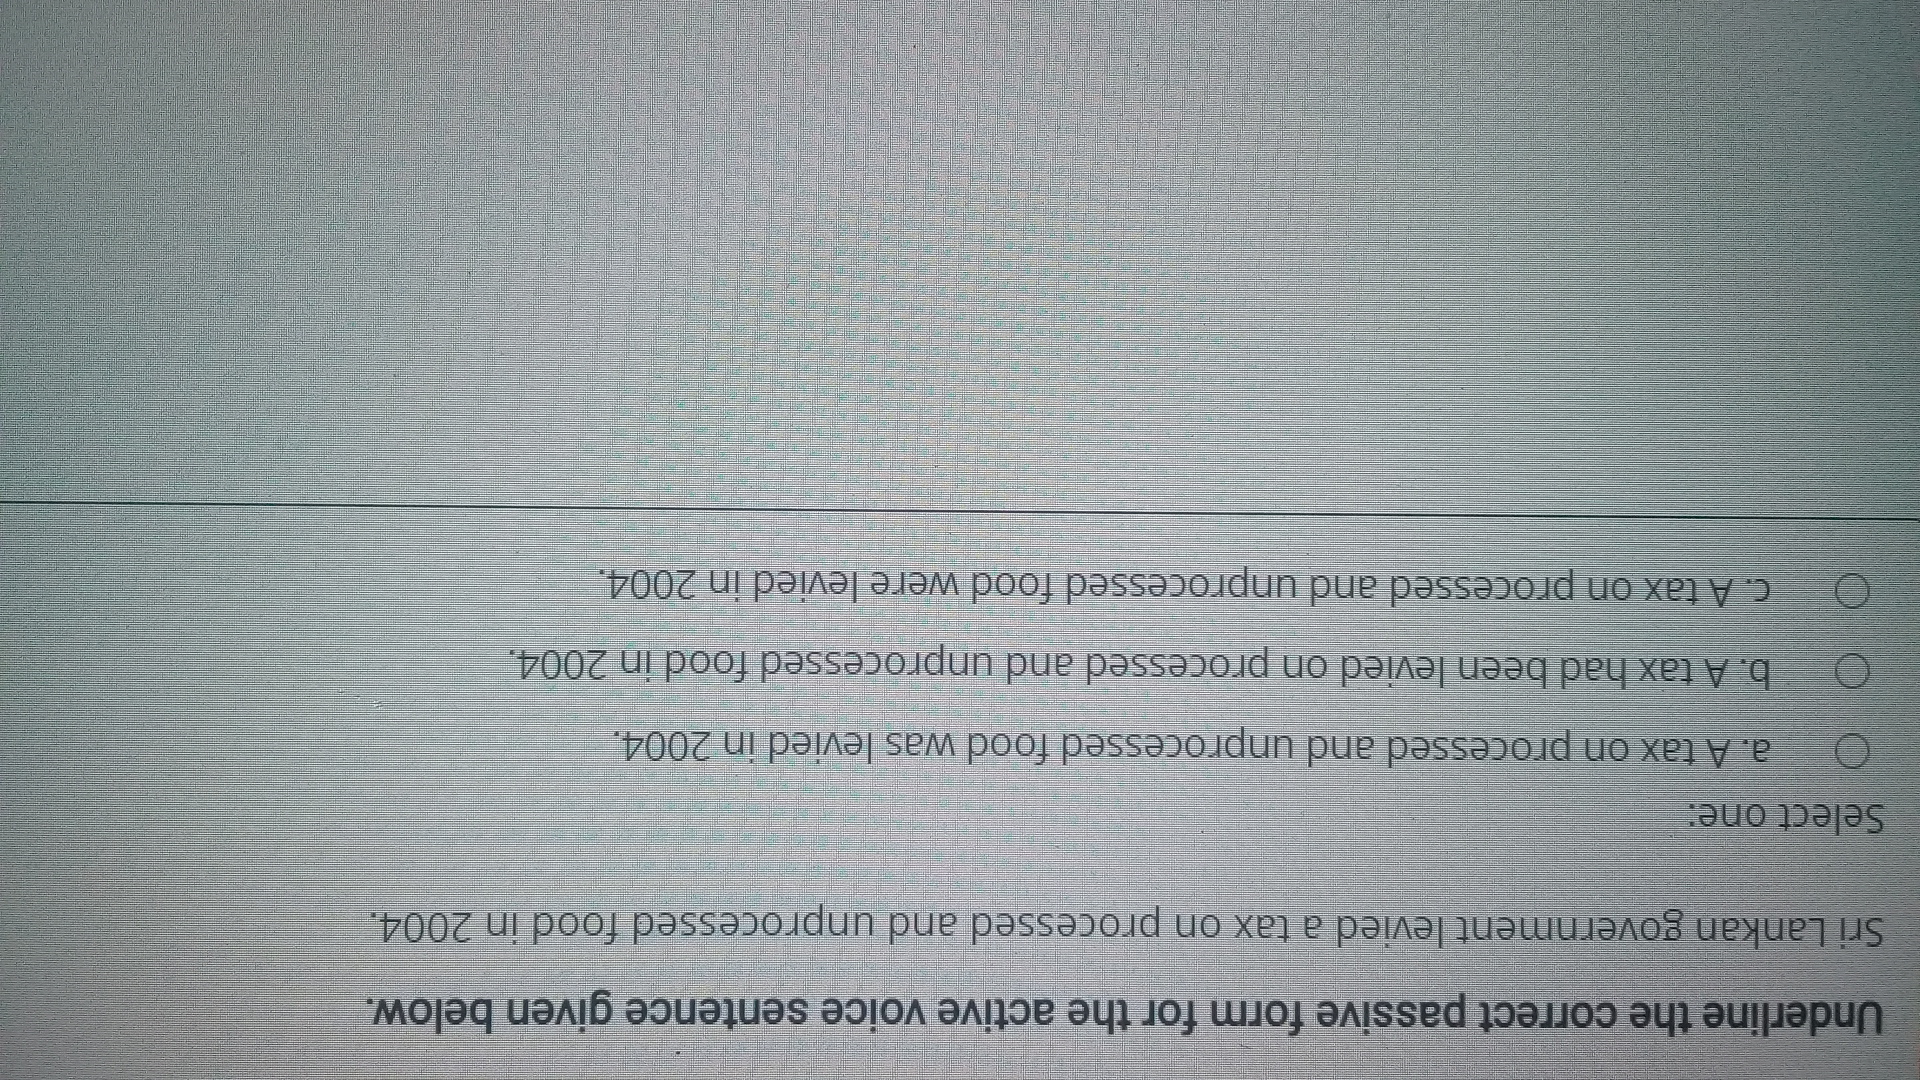 Underline the correct passive form for the active voice sentence given below.
Sri Lankan government levied a tax on processed and unprocessed food in 2004.
Select one:
a. A tax on processed and unprocessed food was levied in 2004.
b. A tax had been levied on processed and unprocessed food in 2004.
c. A tax on processed and unprocessed food were levied in 2004.